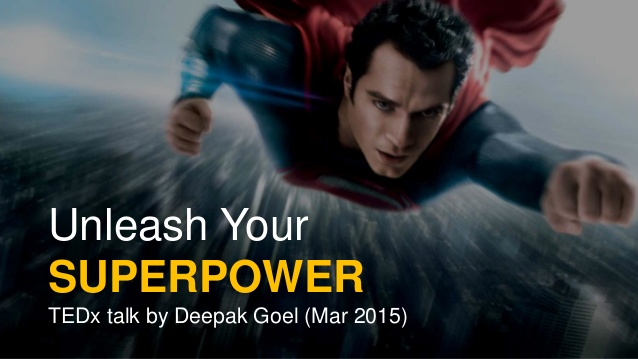 Unleash Your
SUPERPOWER
TEDx talk by Deepak Goel (Mar 2015)